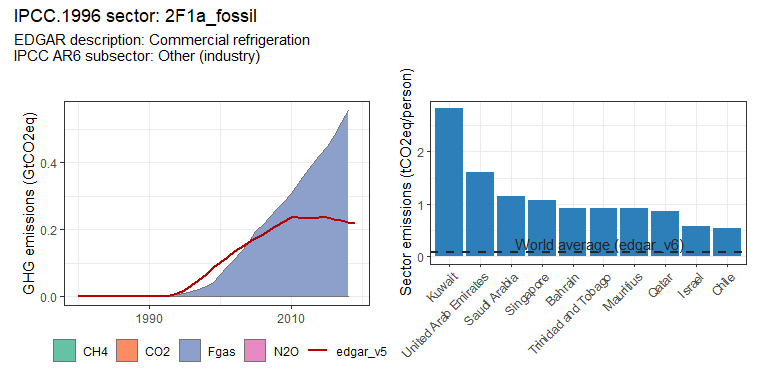 IPCC.1996 sector: 2F1a_fossil
EDGAR description: Commercial refrigeration
IPCC AR6 subsector: Other (industry)
GHG emissions (GtCO2eq)
0.4
0.2
0.0
1990
2010
CH4
CO2
Fgas
N2O
edgar_v5
Sector emissions (tCO2eq/person)
2
1
0
World average (edgar_v6)
Kuwait
United Arab Emirates
Saudi Arabia
Singapore
Bahrain
Trinidad and Tobago
Mauritius
Qatar
Israel
Chile